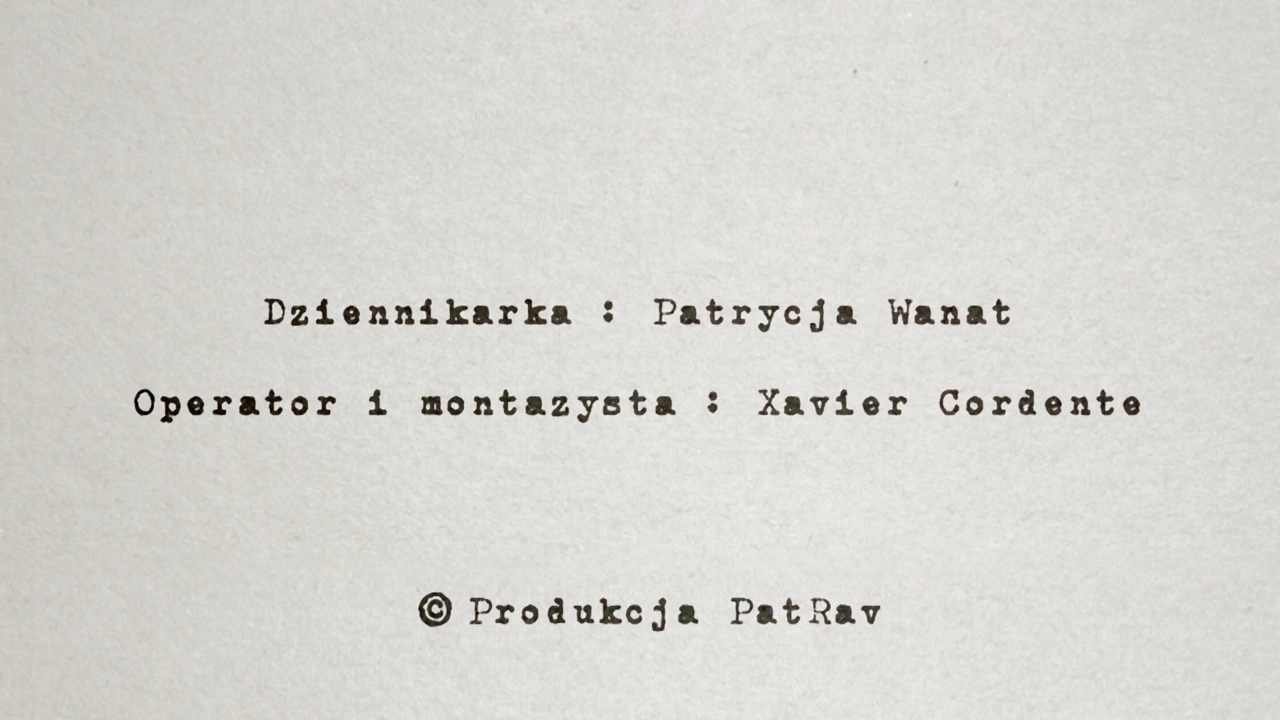 Dziennikarka : Patrycja Wanat
Operator i montazysta : Xavier Cordente
© Produkcja PatRav